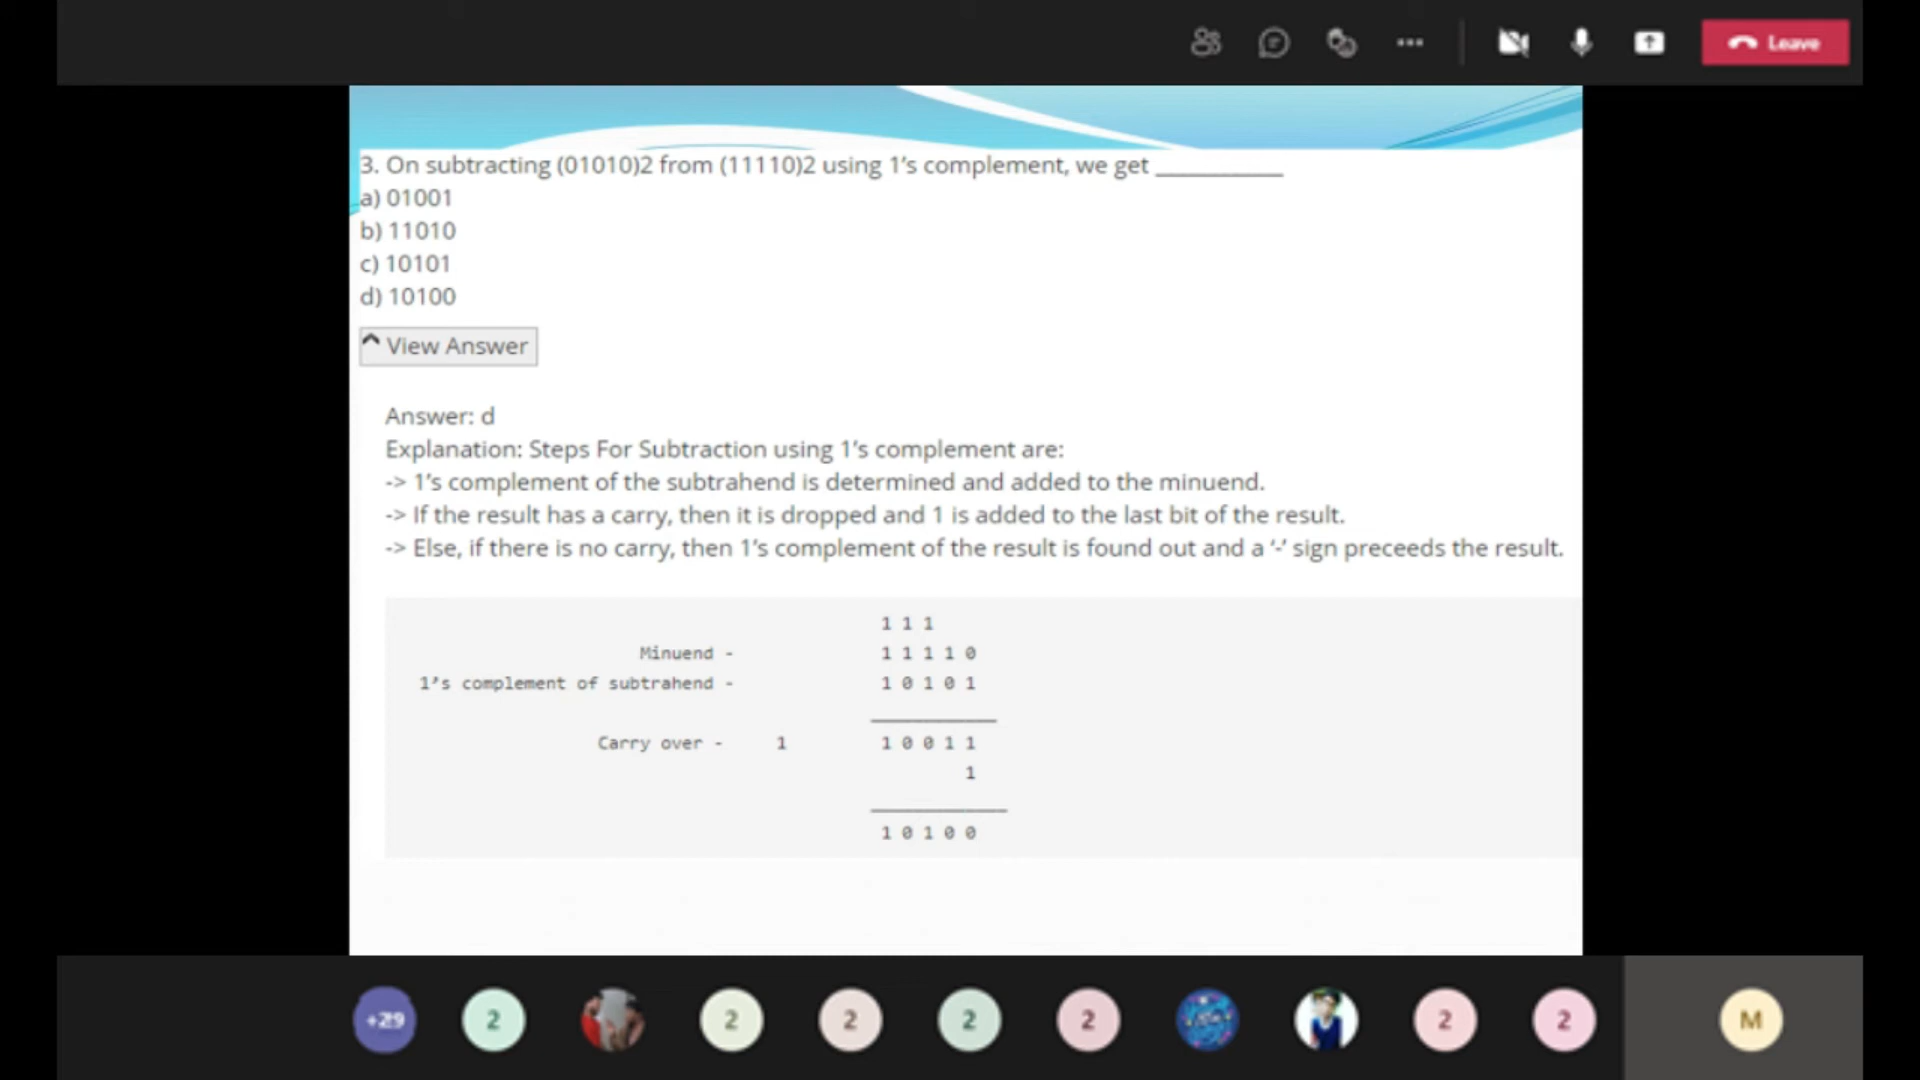 Leave
3. On subtracting (01010)2 from (11110)2 using 1's complement, we get __________
a) 01001
b) 11010
c) 10101
d) 10100
^ View Answer
Answer: d
Explanation: Steps For Subtraction using 1's complement are:
-> 1's complement of the subtrahend is determined and added to the minuend.
-> If the result has a carry, then it is dropped and 1 is added to the last bit of the result.
-> Else, if there is no carry, then 1's complement of the result is found out and a '-' sign preceeds the result.
1 1 1
Minuend - 1 1 1 1 0
1's complement of subtrahend - 1 0 1 0 1
Carry over - 1 1 0 0 1 1
1
1 0 1 0 0
+29 2 2 2 2 2 2 2 M